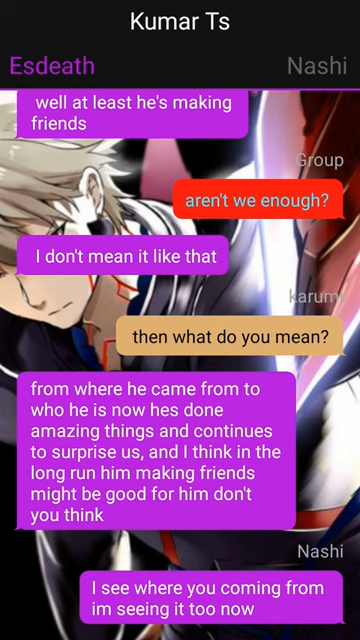 Kumar Ts
Esdeath
Nashi
well at least he's making
friends
Group
aren't we enough?
I don't mean it like that
karumi
then what do you mean?
from where he came from to
who he is now hes done
amazing things and continues
to surprise us, and I think in the
long run him making friends
might be good for him don't
you think
Nashi
I see where you coming from
im seeing it too now